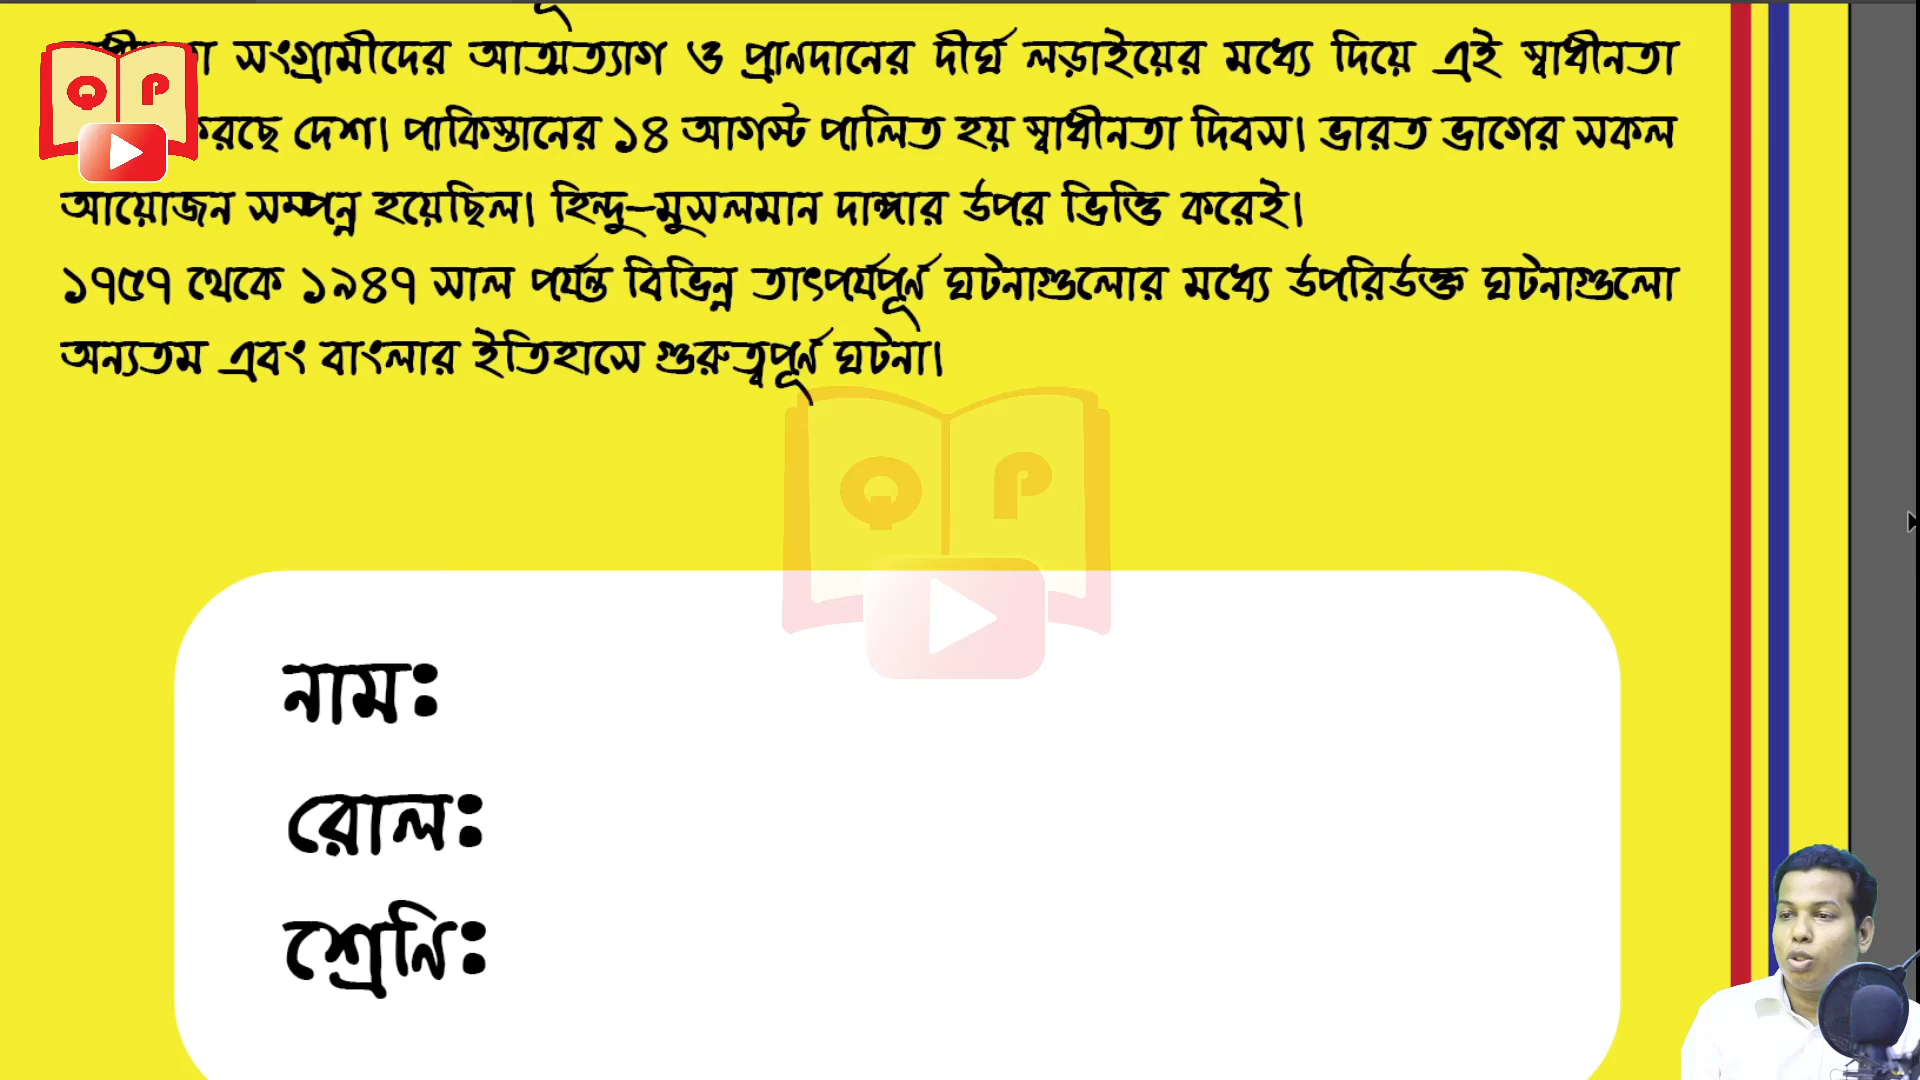 সংগ্রামীদের আত্মত্যাগ ও প্রাণদানের দীর্ঘ লড়াইয়ের মধ্যে দিয়ে এই স্বাধীনতা
করছে দেশ। পাকিস্তানের ১৪ আগস্ট পালিত হয় স্বাধীনতা দিবস। ভারত ভাগের সকল
আয়োজন সম্পন্ন হয়েছিল। হিন্দু-মুসলমান দাঙ্গার উপর ভিত্তি করেই।
১৭৫৭ থেকে ১৯৪৭ সাল পর্যন্ত বিভিন্ন তাৎপর্যপূর্ণ ঘটনাগুলোর মধ্যে উপরিউক্ত ঘটনাগুলো
অন্যতম এবং বাংলার ইতিহাসে গুরুত্বপূর্ণ ঘটনা।
Q P
Q P
নামঃ
রোলঃ
শ্রেণিঃ